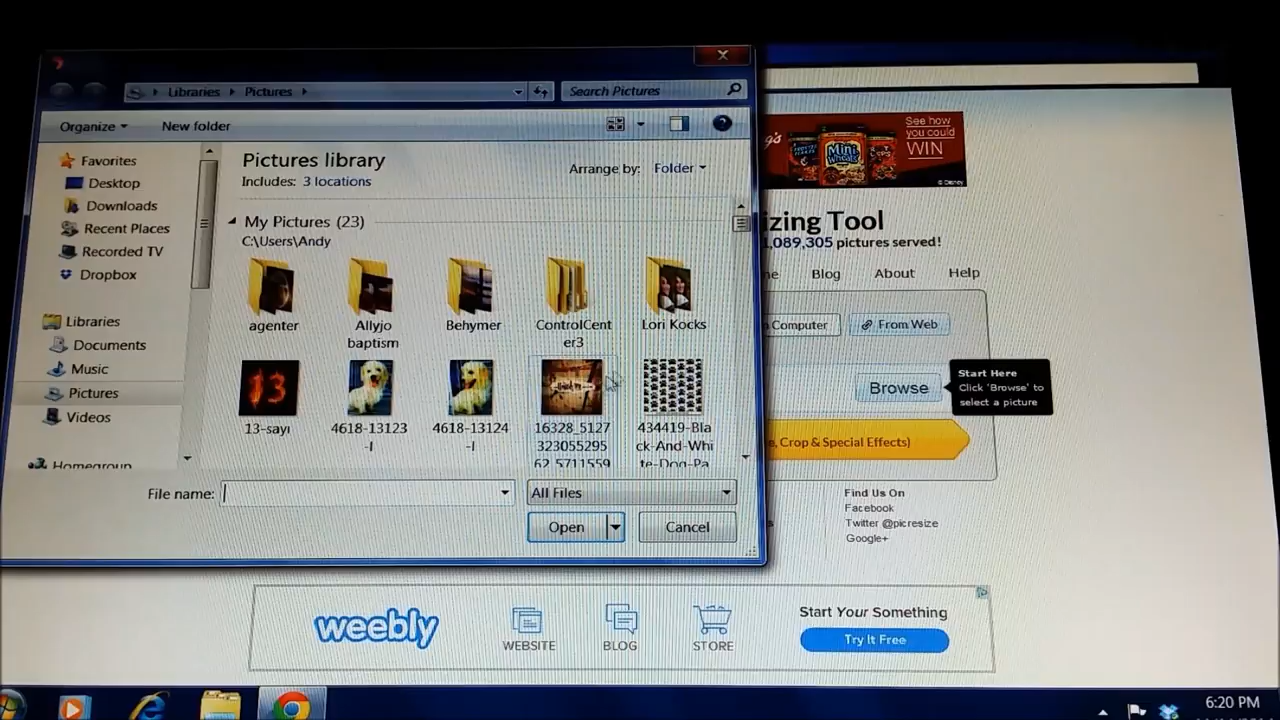 Libraries
Pictures
Search Pictures
Organize
New folder
Favorites
Desktop
Downloads
Recent Places
Recorded TV
Dropbox
Libraries
Documents
Music
Pictures
Videos
Homegroup
Pictures library
Includes: 3 locations
Arrange by: Folder
My Pictures (23)
C:\Users\Andy
agenter
Allyjo
baptism
Behymer
ControlCent
er3
Lori Kocks
13-sayı
4618-13123
-l
4618-13124
-l
16328_5127
323055295
62_5711559
434419-Bla
ck-And-Whi
te-Dog-Pa
File name:
All Files
Open
Cancel
Mini
Wheats
See how
you could
WIN
© Disney
izing Tool
1,089,305 pictures served!
Blog
About
Help
Computer
From Web
Browse
Start Here
Click 'Browse' to
select a picture
e, Crop & Special Effects)
Find Us On
Facebook
Twitter @picresize
Google+
weebly
WEBSITE
BLOG
STORE
Start Your Something
Try It Free
6:20 PM